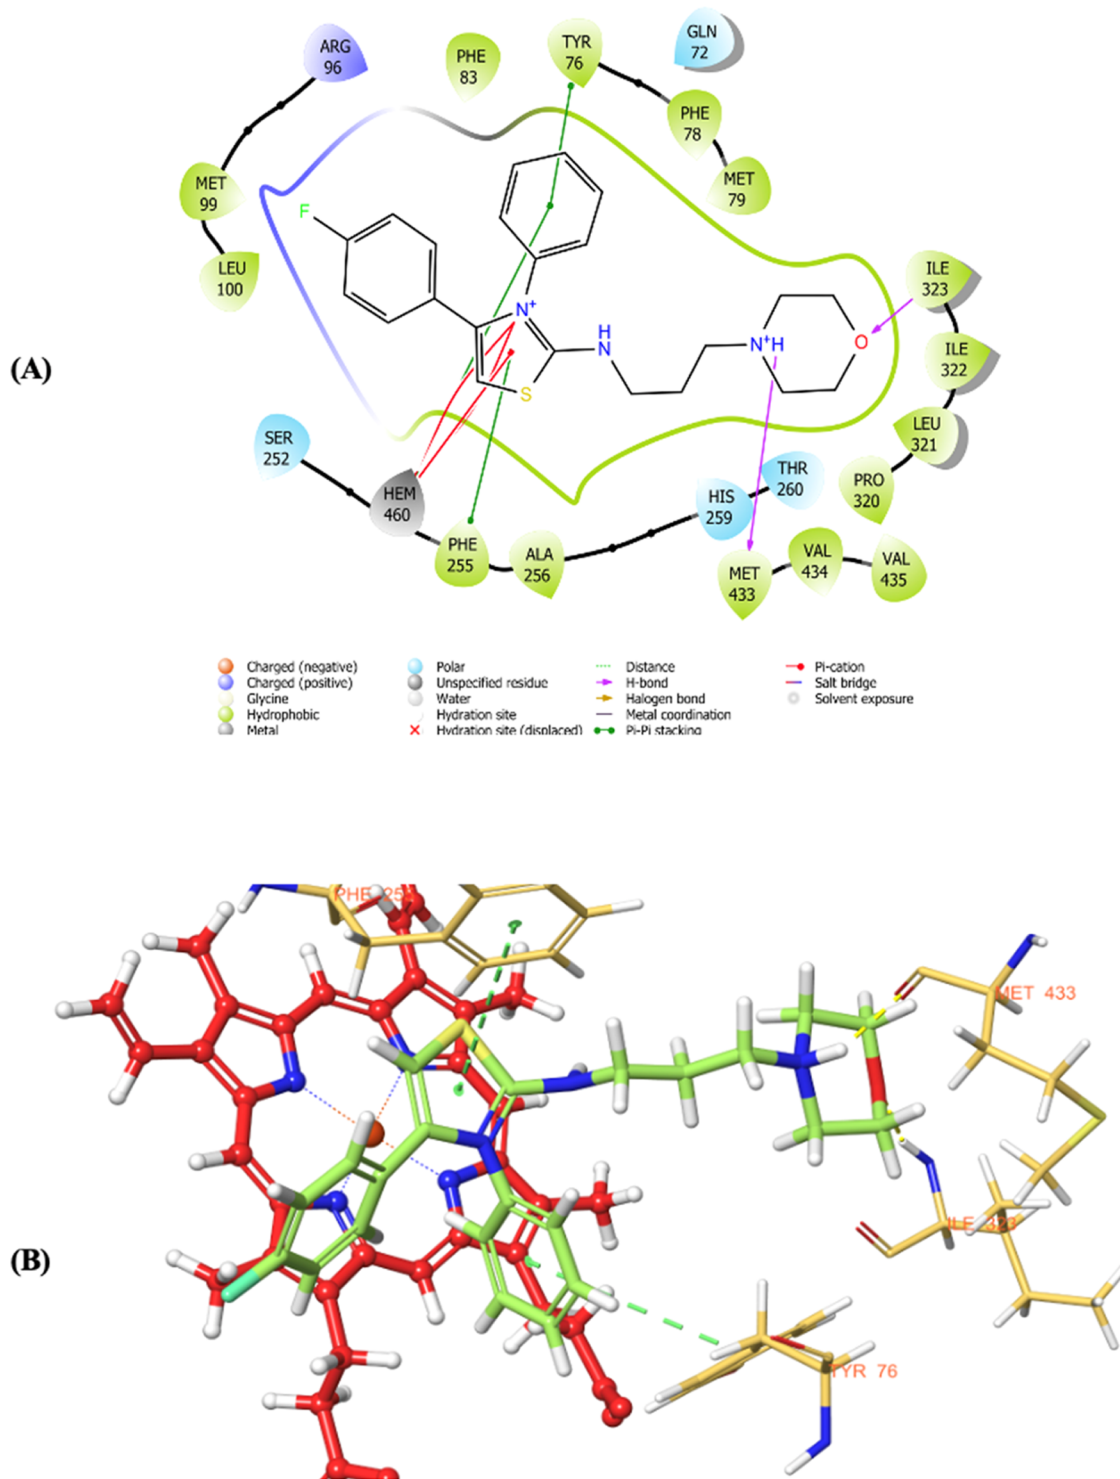 ARG
96
PHE
83
TYR
76
GLN
72
PHE
78
MET
79
MET
99
LEU
100
F
N+
H
N
S
N+H
O
ILE
323
ILE
322
LEU
321
PRO
320
(A)
SER
252
HEM
460
PHE
255
ALA
256
HIS
259
THR
260
MET
433
VAL
434
VAL
435
Charged (negative)
Charged (positive)
Glycine
Hydrophobic
Metal
Polar
Unspecified residue
Water
Hydration site
Hydration site (displaced)
Distance
H-bond
Halogen bond
Metal coordination
Pi-Pi stacking
Pi-cation
Salt bridge
Solvent exposure
MET 433
ILE 323
TYR 76
(B)